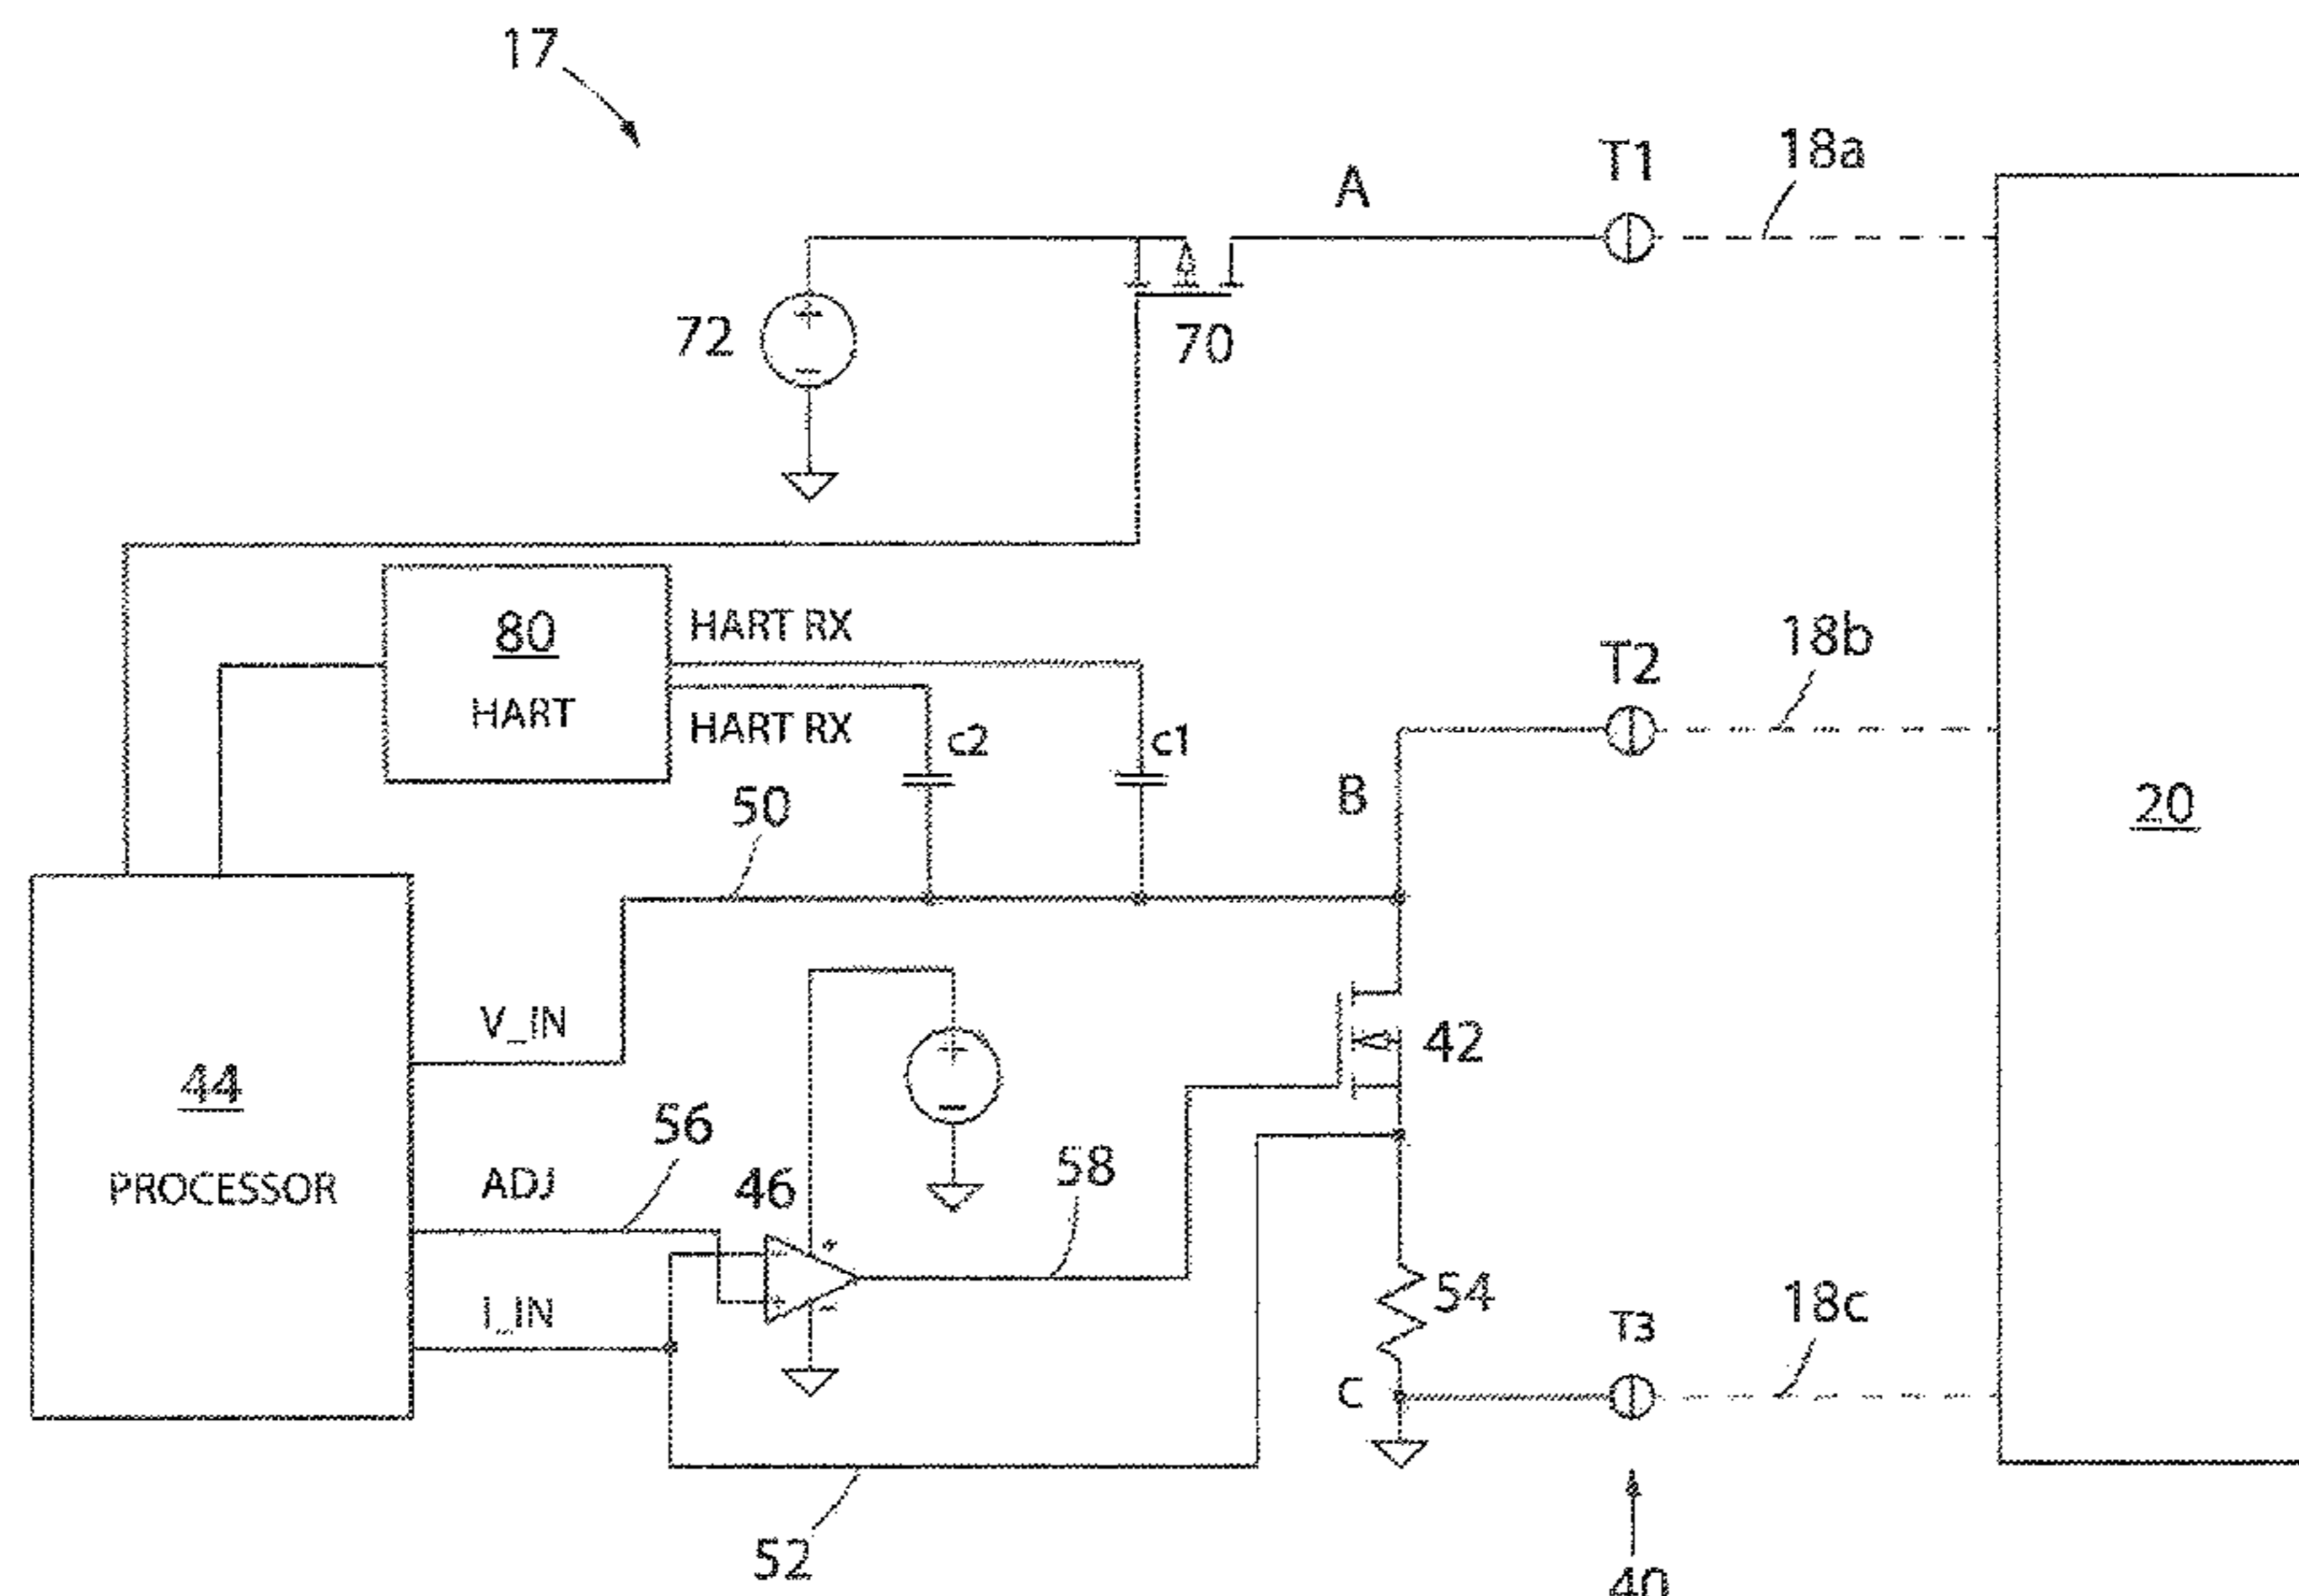 17
A
T1
18a
72
70
80
HART
HART RX
HART RX
c2
c1
T2
18b
50
B
20
44
PROCESSOR
V_IN
42
56
ADJ
46
58
I_IN
54
T3
18c
C
52
40